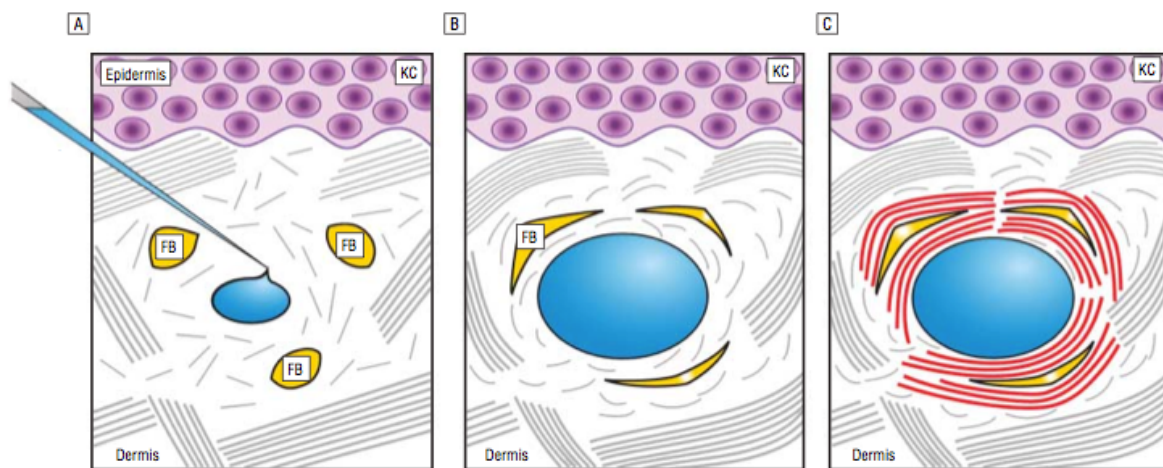 A
Epidermis
KC
FB
FB
FB
Dermis
B
KC
FB
Dermis
C
KC
Dermis